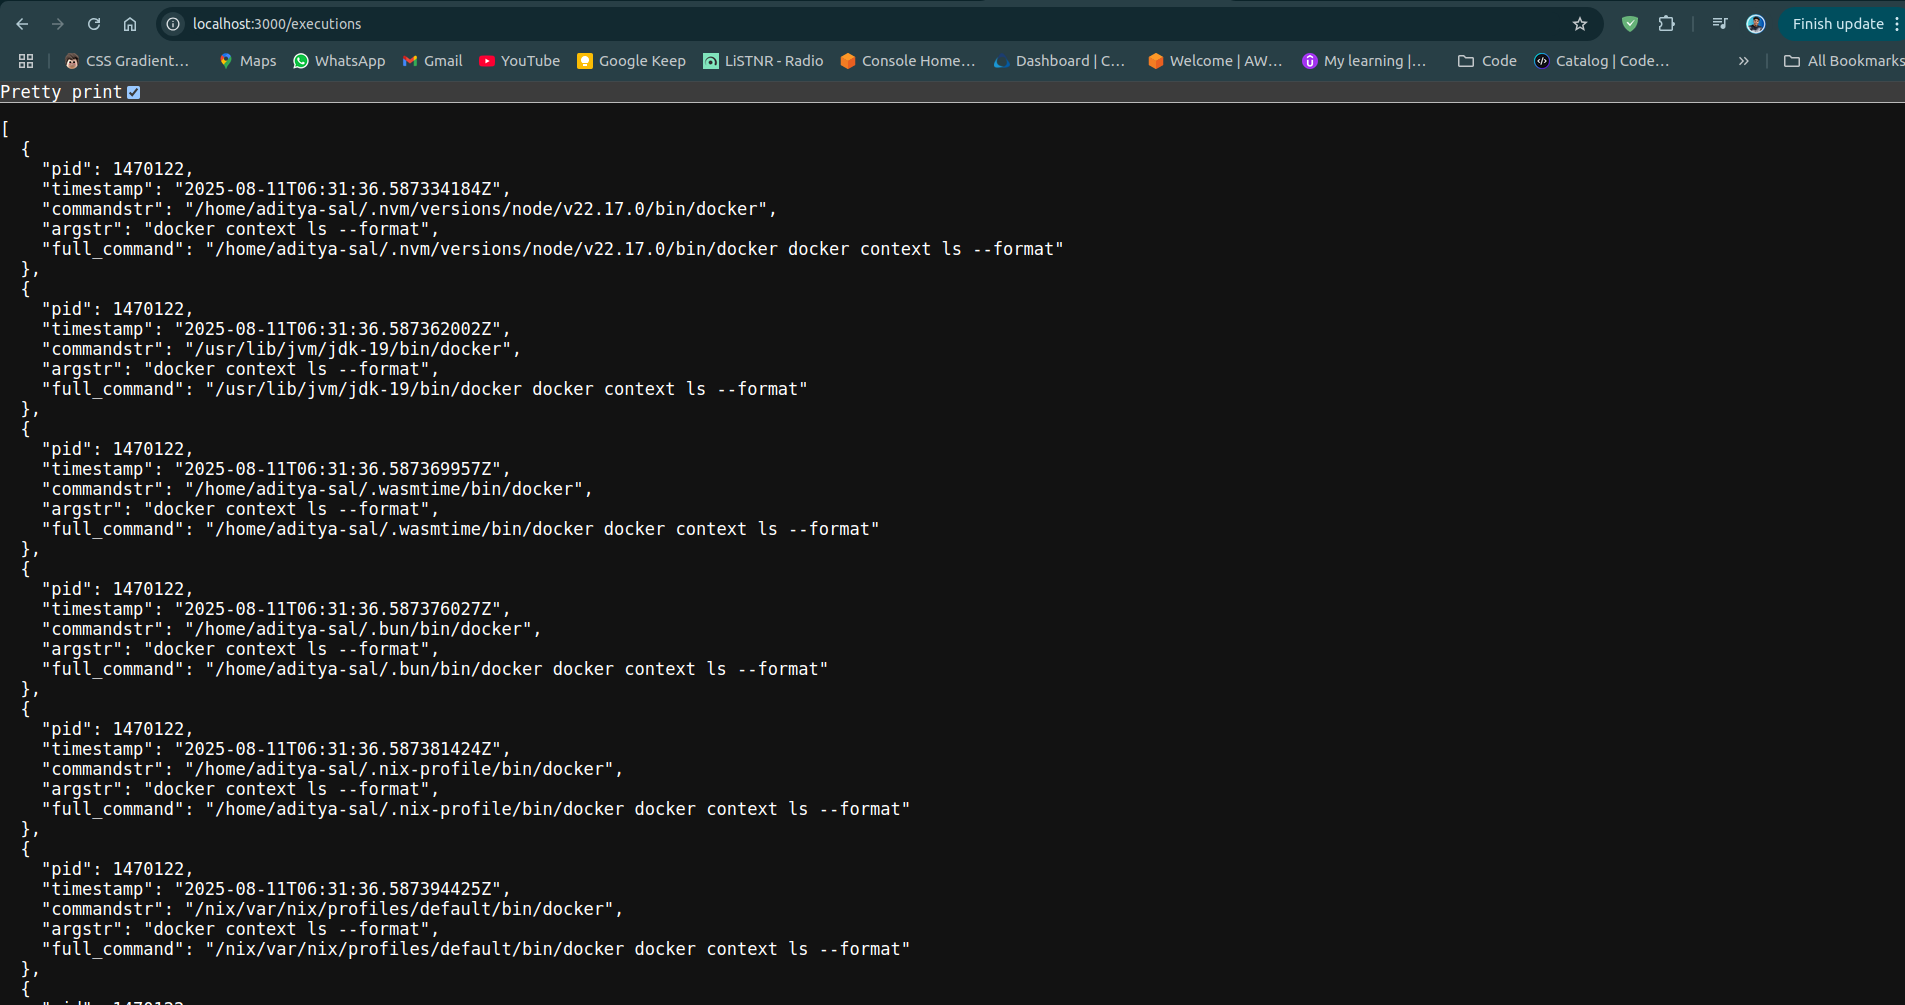 localhost:3000/executions
Finish update
CSS Gradient... Maps WhatsApp Gmail YouTube Google Keep LiSTNR - Radio Console Home... Dashboard | C... Welcome | AW... My learning |... Code Catalog | Code... » All Bookmarks
Pretty print
[
  {
    "pid": 1470122,
    "timestamp": "2025-08-11T06:31:36.587334184Z",
    "commandstr": "/home/aditya-sal/.nvm/versions/node/v22.17.0/bin/docker",
    "argstr": "docker context ls --format",
    "full_command": "/home/aditya-sal/.nvm/versions/node/v22.17.0/bin/docker docker context ls --format"
  },
  {
    "pid": 1470122,
    "timestamp": "2025-08-11T06:31:36.587362002Z",
    "commandstr": "/usr/lib/jvm/jdk-19/bin/docker",
    "argstr": "docker context ls --format",
    "full_command": "/usr/lib/jvm/jdk-19/bin/docker docker context ls --format"
  },
  {
    "pid": 1470122,
    "timestamp": "2025-08-11T06:31:36.587369957Z",
    "commandstr": "/home/aditya-sal/.wasmtime/bin/docker",
    "argstr": "docker context ls --format",
    "full_command": "/home/aditya-sal/.wasmtime/bin/docker docker context ls --format"
  },
  {
    "pid": 1470122,
    "timestamp": "2025-08-11T06:31:36.587376027Z",
    "commandstr": "/home/aditya-sal/.bun/bin/docker",
    "argstr": "docker context ls --format",
    "full_command": "/home/aditya-sal/.bun/bin/docker docker context ls --format"
  },
  {
    "pid": 1470122,
    "timestamp": "2025-08-11T06:31:36.587381424Z",
    "commandstr": "/home/aditya-sal/.nix-profile/bin/docker",
    "argstr": "docker context ls --format",
    "full_command": "/home/aditya-sal/.nix-profile/bin/docker docker context ls --format"
  },
  {
    "pid": 1470122,
    "timestamp": "2025-08-11T06:31:36.587394425Z",
    "commandstr": "/nix/var/nix/profiles/default/bin/docker",
    "argstr": "docker context ls --format",
    "full_command": "/nix/var/nix/profiles/default/bin/docker docker context ls --format"
  },
  {